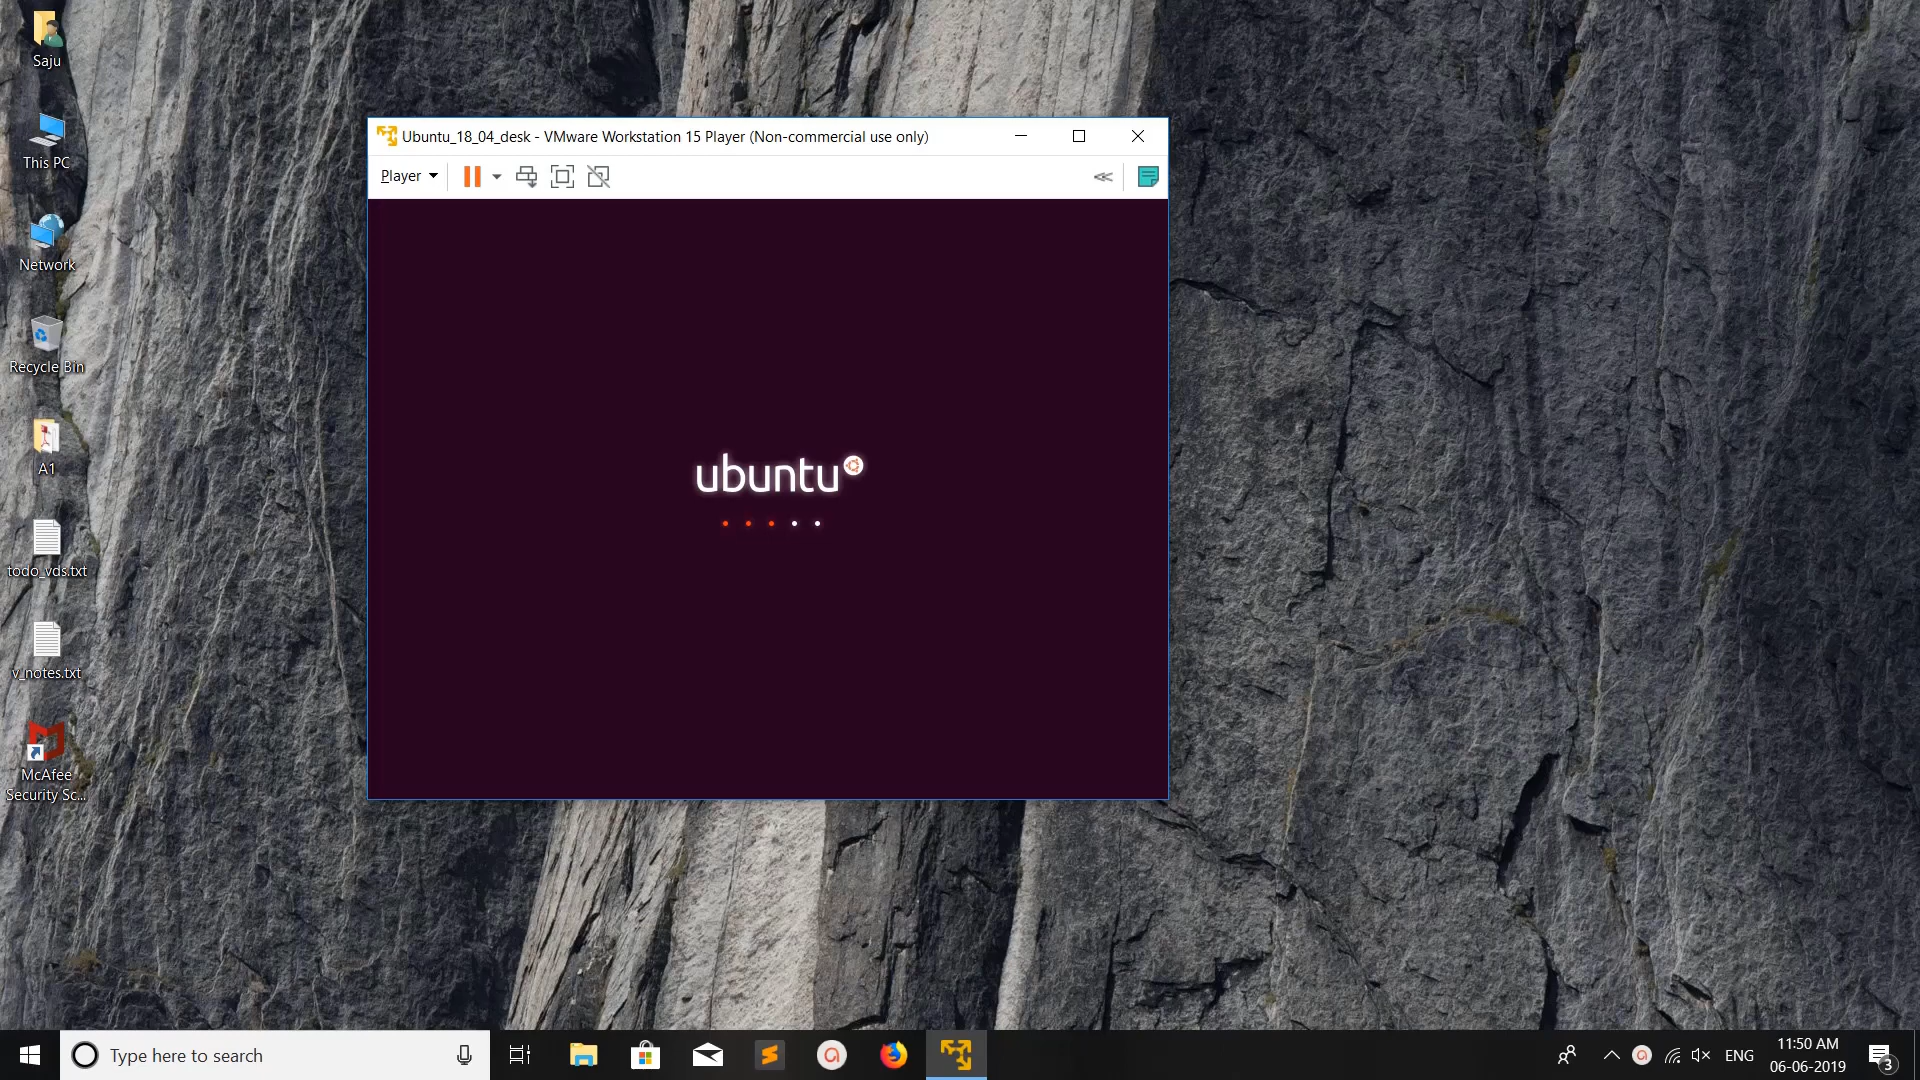 Saju
This PC
Network
Recycle Bin
A1
todo_vds.txt
v_notes.txt
McAfee
Security Sc...
Ubuntu_18_04_desk - VMware Workstation 15 Player (Non-commercial use only)
Player
ubuntu
Type here to search
ENG
11:50 AM
06-06-2019
3